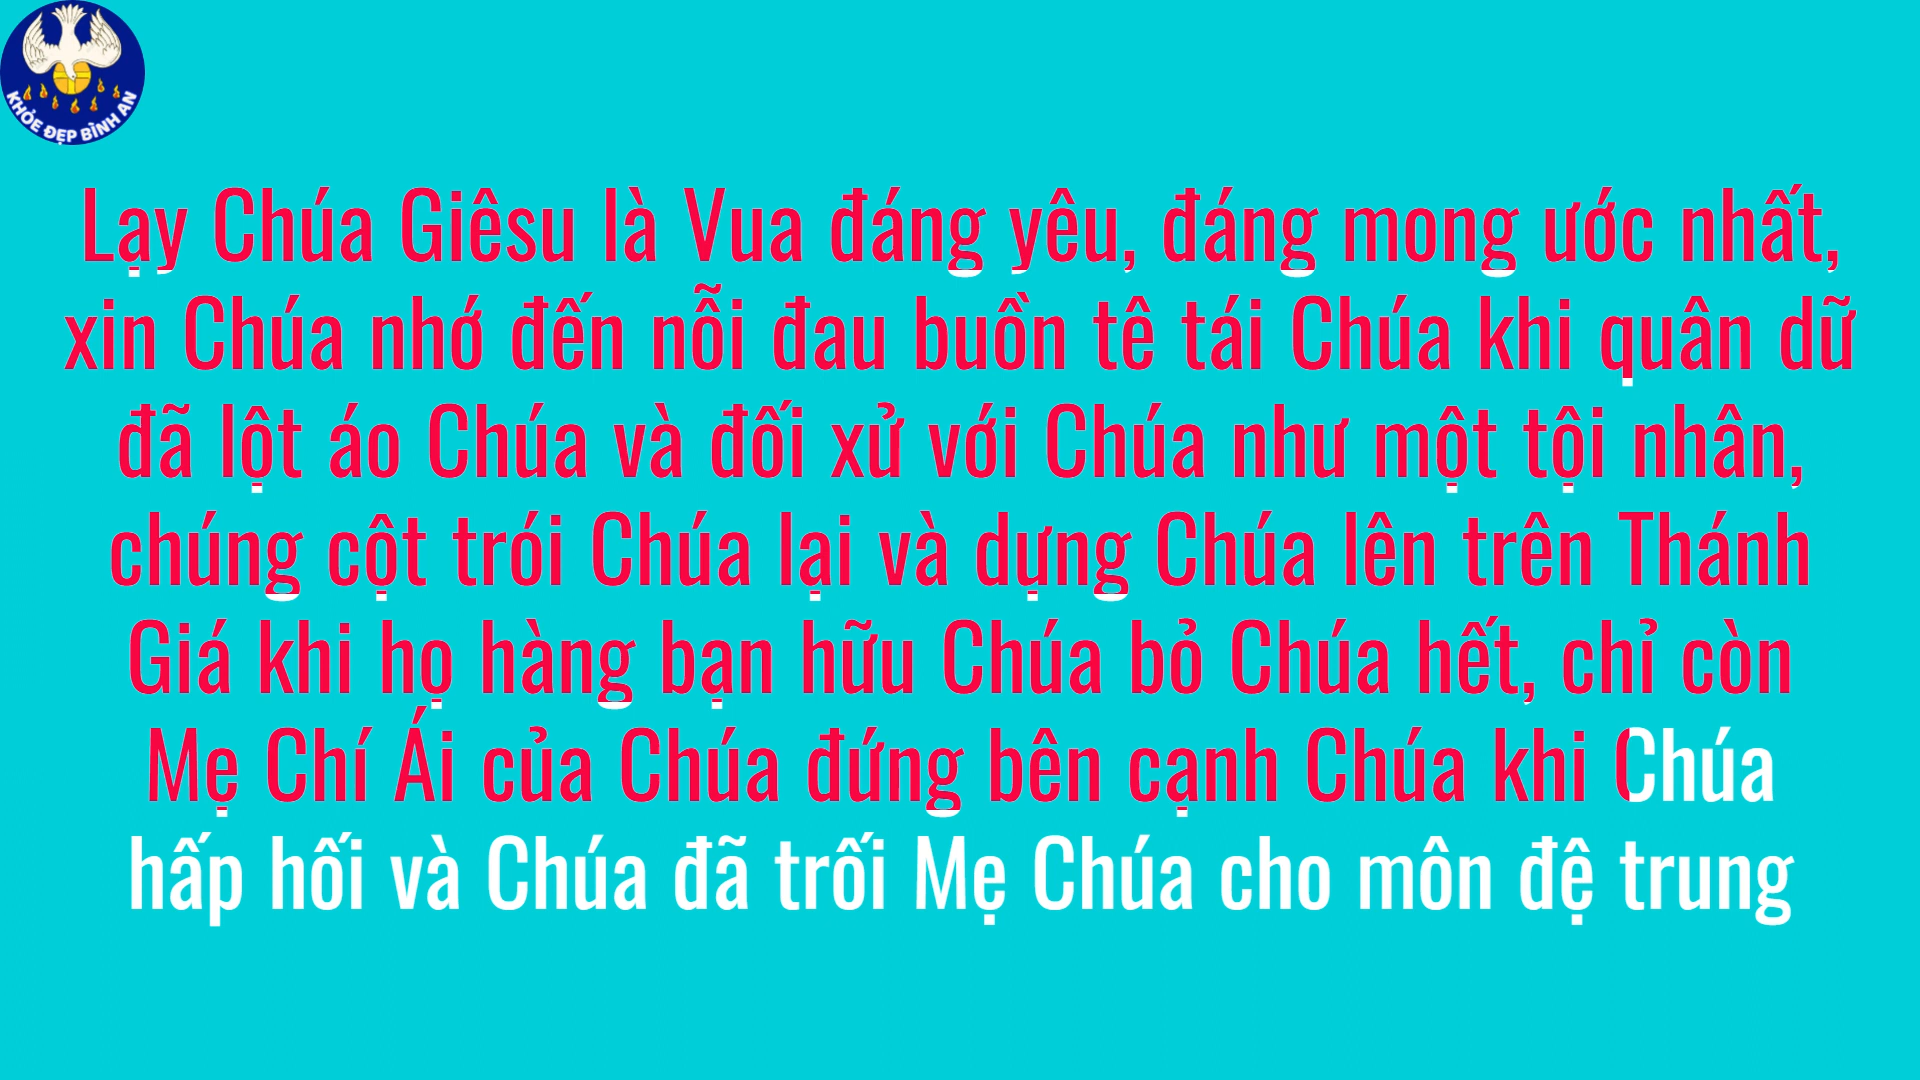 KHỎE ĐẸP BÌNH AN
Lạy Chúa Giêsu là Vua đáng yêu, đáng mong ước nhất,
xin Chúa nhớ đến nỗi đau buồn tê tái Chúa khi quân dữ
đã lột áo Chúa và đối xử với Chúa như một tội nhân,
chúng cột trói Chúa lại và dựng Chúa lên trên Thánh
Giá khi họ hàng bạn hữu Chúa bỏ Chúa hết, chỉ còn
Mẹ Chí Ái của Chúa đứng bên cạnh Chúa khi Chúa
hấp hối và Chúa đã trối Mẹ Chúa cho môn đệ trung